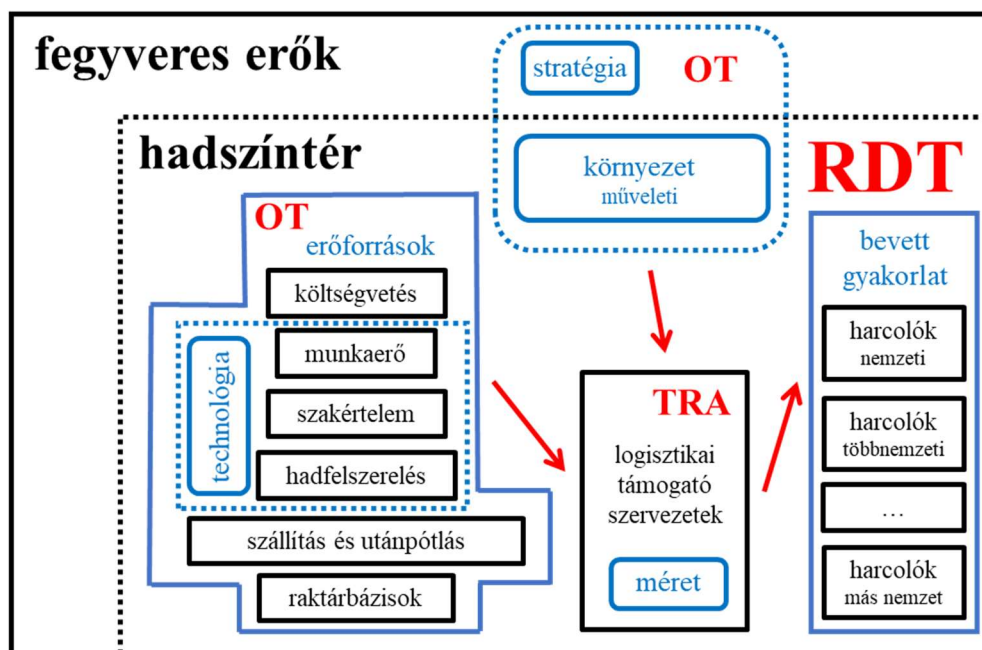 fegyveres erők
stratégia
OT
hadszíntér
környezet
műveleti
RDT
OT
erőforrások
költségvetés
technológia
munkaerő
szakértelem
hadfelszerelés
szállítás és utánpótlás
raktárbázisok
TRA
logisztikai
támogató
szervezetek
méret
bevett
gyakorlat
harcolók
nemzeti
harcolók
többnemzeti
...
harcolók
más nemzet